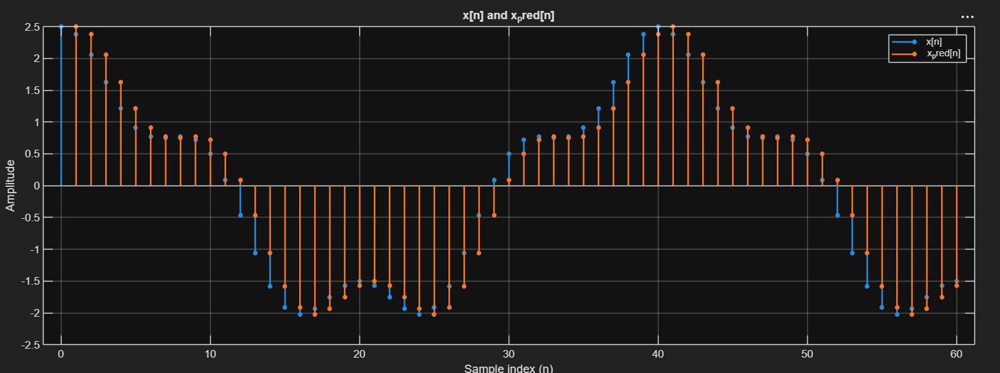 x[n] and xₚred[n]
...
x[n]
xₚred[n]
Amplitude
2.5
2
1.5
1
0.5
0
-0.5
-1
-1.5
-2
-2.5
0 10 20 30 40 50 60
Sample index (n)